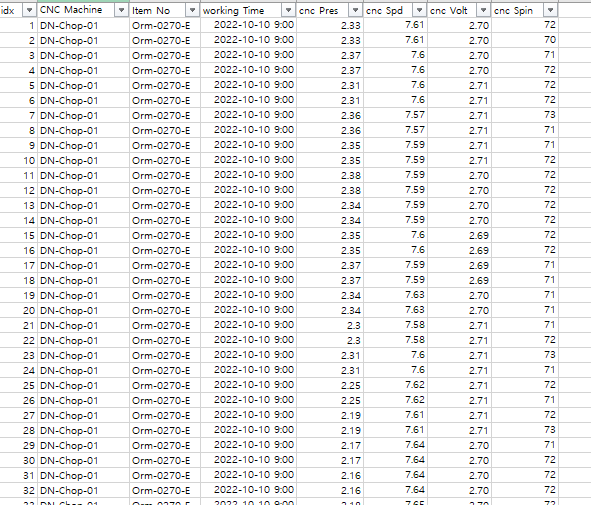 idx CNC Machine Item No working Time cnc Pres cnc Spd cnc Volt cnc Spin
1 DN-Chop-01 Orm-0270-E 2022-10-10 9:00 2.33 7.61 2.70 72
2 DN-Chop-01 Orm-0270-E 2022-10-10 9:00 2.33 7.61 2.70 70
3 DN-Chop-01 Orm-0270-E 2022-10-10 9:00 2.37 7.6 2.70 71
4 DN-Chop-01 Orm-0270-E 2022-10-10 9:00 2.37 7.6 2.70 72
5 DN-Chop-01 Orm-0270-E 2022-10-10 9:00 2.31 7.6 2.71 72
6 DN-Chop-01 Orm-0270-E 2022-10-10 9:00 2.31 7.6 2.71 72
7 DN-Chop-01 Orm-0270-E 2022-10-10 9:00 2.36 7.57 2.71 73
8 DN-Chop-01 Orm-0270-E 2022-10-10 9:00 2.36 7.57 2.71 71
9 DN-Chop-01 Orm-0270-E 2022-10-10 9:00 2.35 7.59 2.71 71
10 DN-Chop-01 Orm-0270-E 2022-10-10 9:00 2.35 7.59 2.71 72
11 DN-Chop-01 Orm-0270-E 2022-10-10 9:00 2.38 7.59 2.70 72
12 DN-Chop-01 Orm-0270-E 2022-10-10 9:00 2.38 7.59 2.70 72
13 DN-Chop-01 Orm-0270-E 2022-10-10 9:00 2.34 7.59 2.70 72
14 DN-Chop-01 Orm-0270-E 2022-10-10 9:00 2.34 7.59 2.70 72
15 DN-Chop-01 Orm-0270-E 2022-10-10 9:00 2.35 7.6 2.69 72
16 DN-Chop-01 Orm-0270-E 2022-10-10 9:00 2.35 7.6 2.69 72
17 DN-Chop-01 Orm-0270-E 2022-10-10 9:00 2.37 7.59 2.69 71
18 DN-Chop-01 Orm-0270-E 2022-10-10 9:00 2.37 7.59 2.69 71
19 DN-Chop-01 Orm-0270-E 2022-10-10 9:00 2.34 7.63 2.70 71
20 DN-Chop-01 Orm-0270-E 2022-10-10 9:00 2.34 7.63 2.70 71
21 DN-Chop-01 Orm-0270-E 2022-10-10 9:00 2.3 7.58 2.71 71
22 DN-Chop-01 Orm-0270-E 2022-10-10 9:00 2.3 7.58 2.71 72
23 DN-Chop-01 Orm-0270-E 2022-10-10 9:00 2.31 7.6 2.71 73
24 DN-Chop-01 Orm-0270-E 2022-10-10 9:00 2.31 7.6 2.71 71
25 DN-Chop-01 Orm-0270-E 2022-10-10 9:00 2.25 7.62 2.71 72
26 DN-Chop-01 Orm-0270-E 2022-10-10 9:00 2.25 7.62 2.71 71
27 DN-Chop-01 Orm-0270-E 2022-10-10 9:00 2.19 7.61 2.71 72
28 DN-Chop-01 Orm-0270-E 2022-10-10 9:00 2.19 7.61 2.71 73
29 DN-Chop-01 Orm-0270-E 2022-10-10 9:00 2.17 7.64 2.70 71
30 DN-Chop-01 Orm-0270-E 2022-10-10 9:00 2.17 7.64 2.70 72
31 DN-Chop-01 Orm-0270-E 2022-10-10 9:00 2.16 7.64 2.70 72
32 DN-Chop-01 Orm-0270-E 2022-10-10 9:00 2.16 7.64 2.70 72